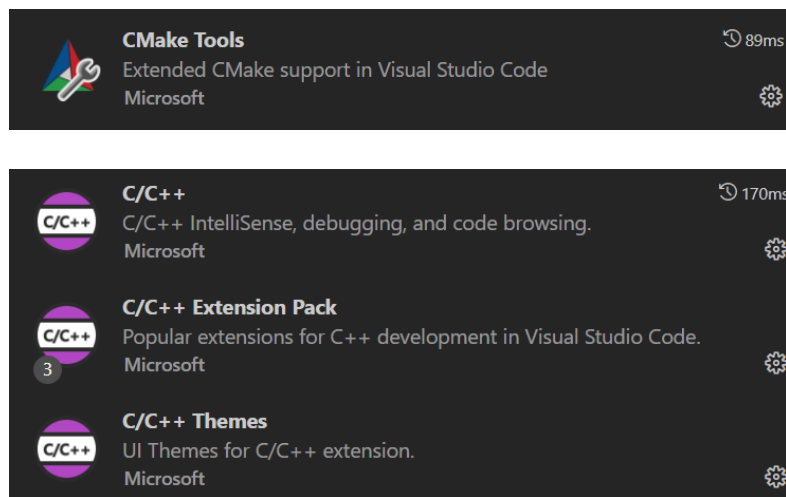 CMake Tools
89ms
Extended CMake support in Visual Studio Code
Microsoft
C/C++
170ms
C/C++
C/C++ IntelliSense, debugging, and code browsing.
Microsoft
C/C++ Extension Pack
C/C++
Popular extensions for C++ development in Visual Studio Code.
3
Microsoft
C/C++ Themes
C/C++
UI Themes for C/C++ extension.
Microsoft